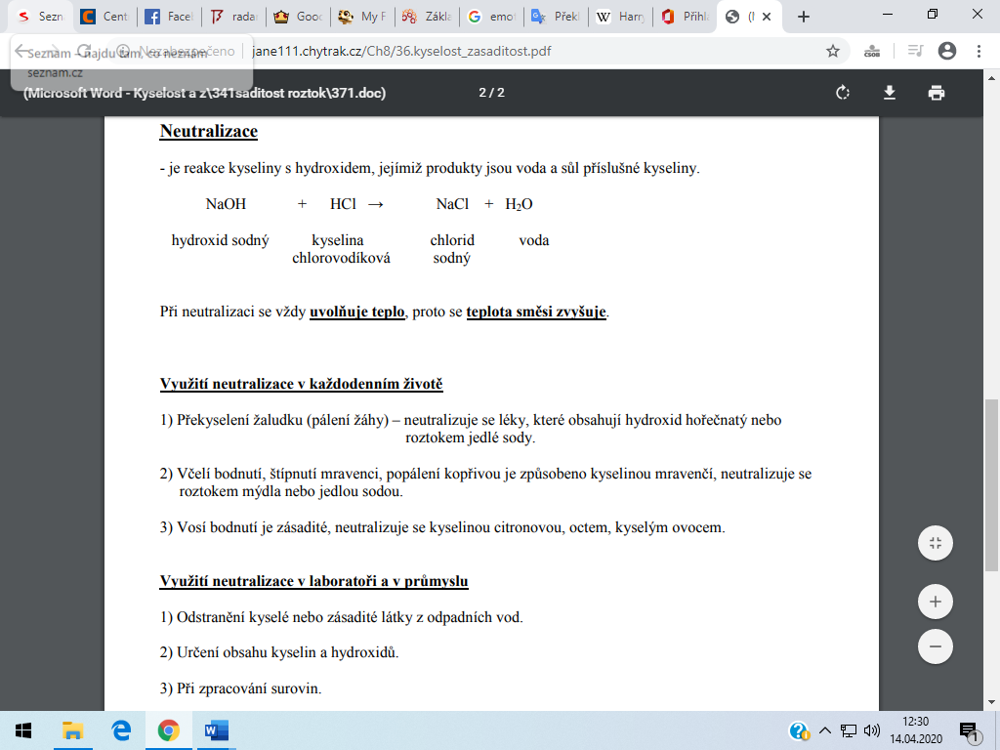 Sezn
Cent
Facel
radar
Goog
My F
Zákla
emot
Překl
Harry
Přihla
(I
Nezabezpečeno
jane111.chytrak.cz/Ch8/36.kyselost_zasaditost.pdf
CSOB
Seznam – najdu tam, co neznám
seznam.cz
(Microsoft Word - Kyselost a z\341saditost roztok\371.doc)
2 / 2
Neutralizace
- je reakce kyseliny s hydroxidem, jejímiž produkty jsou voda a sůl příslušné kyseliny.
NaOH + HCl → NaCl + H₂O
hydroxid sodný kyselina chlorid voda
chlorovodíková sodný
Při neutralizaci se vždy uvolňuje teplo, proto se teplota směsi zvyšuje.
Využití neutralizace v každodenním životě
1) Překyselení žaludku (pálení žáhy) – neutralizuje se léky, které obsahují hydroxid hořečnatý nebo
roztokem jedlé sody.
2) Včelí bodnutí, štípnutí mravenci, popálení kopřivou je způsobeno kyselinou mravenčí, neutralizuje se
roztokem mýdla nebo jedlou sodou.
3) Vosí bodnutí je zásadité, neutralizuje se kyselinou citronovou, octem, kyselým ovocem.
Využití neutralizace v laboratoři a v průmyslu
1) Odstranění kyselé nebo zásadité látky z odpadních vod.
2) Určení obsahu kyselin a hydroxidů.
3) Při zpracování surovin.
12:30
14.04.2020
1